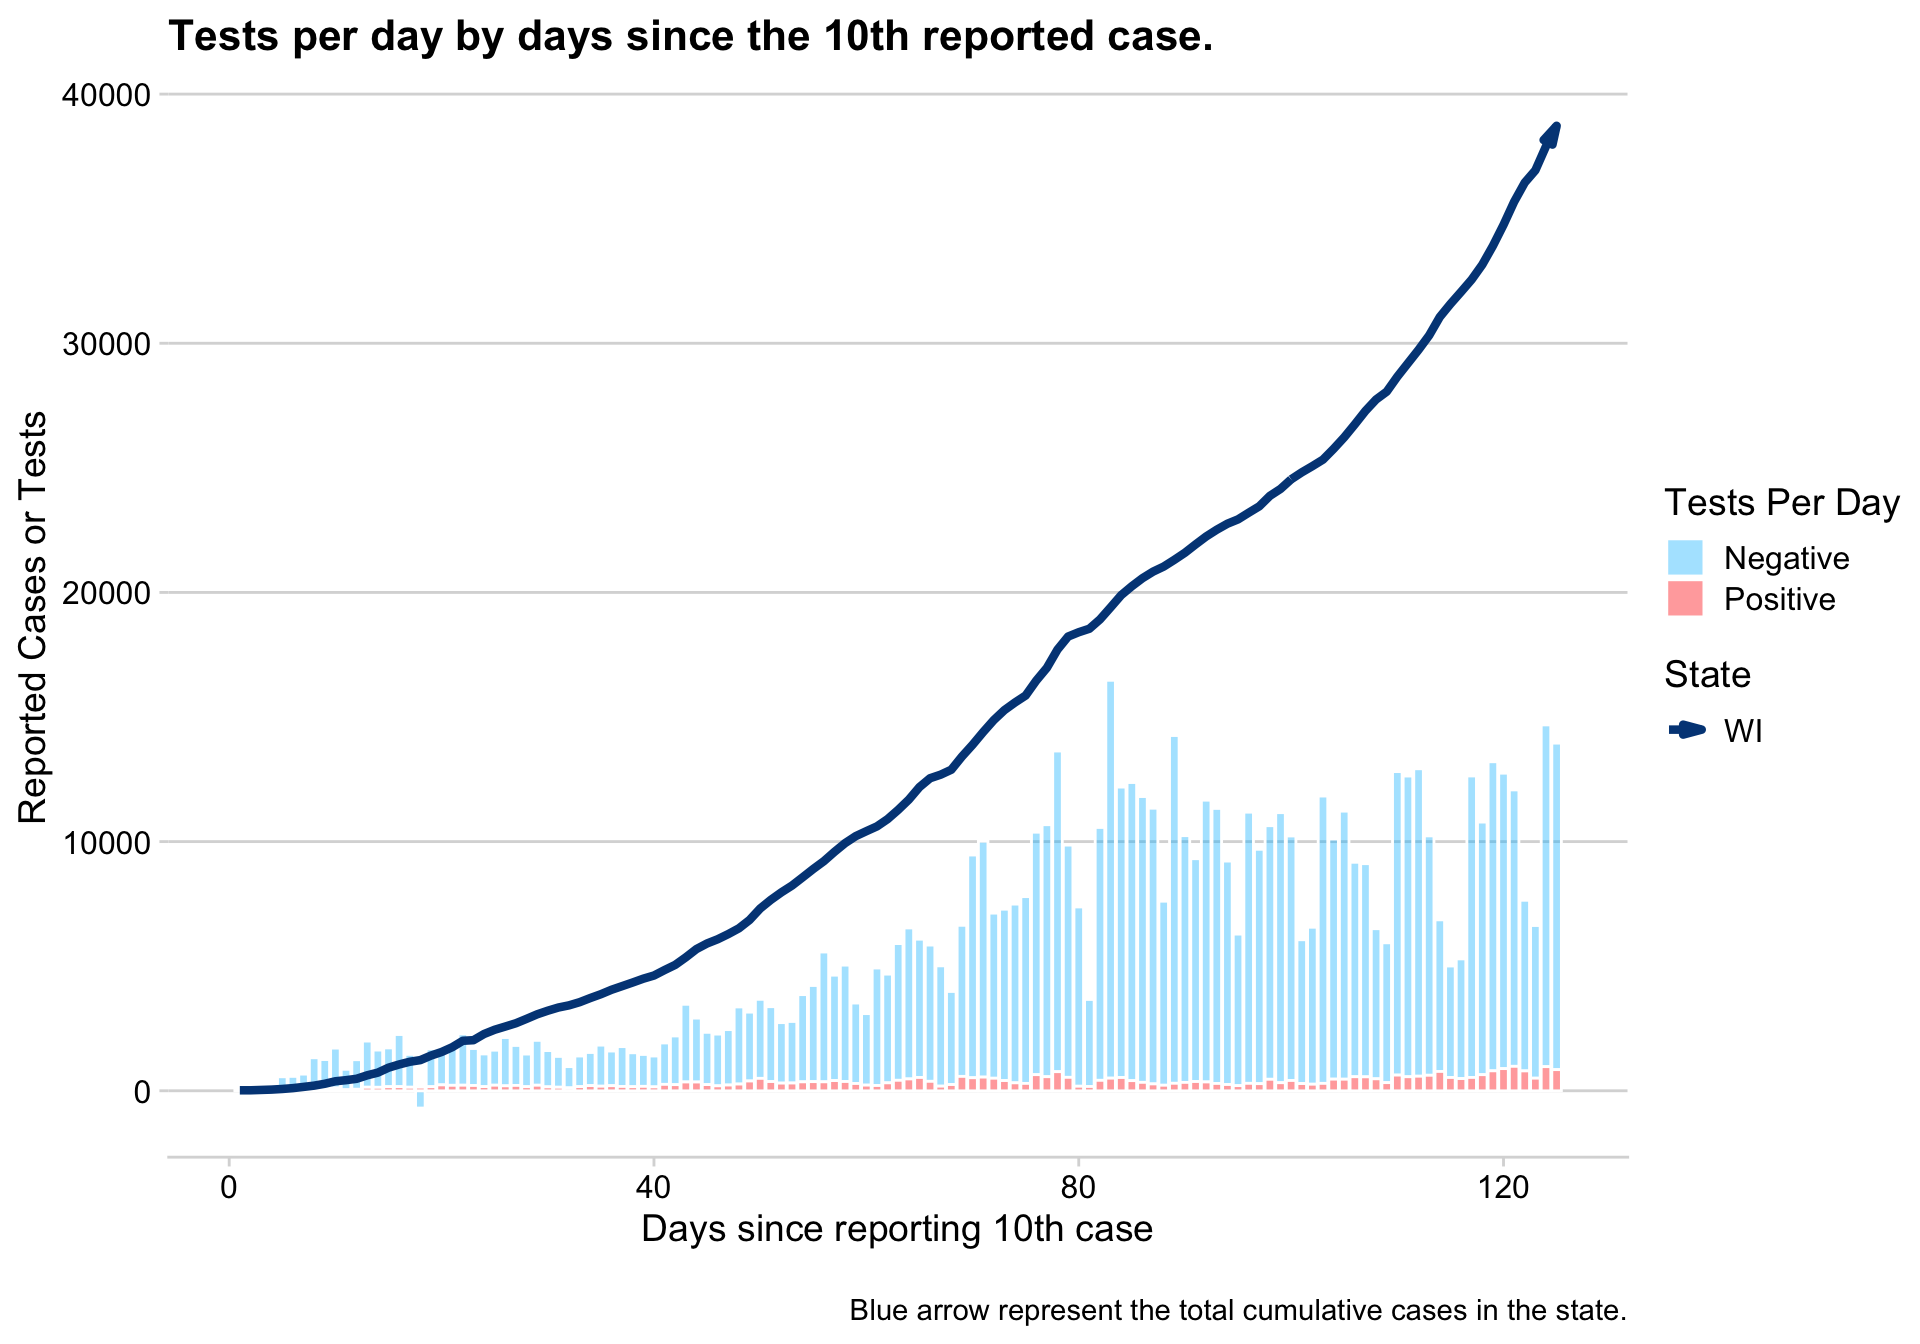 Tests per day by days since the 10th reported case.
40000
30000
20000
10000
0
Reported Cases or Tests
0
40
80
120
Days since reporting 10th case
Tests Per Day
Negative
Positive
State
WI
Blue arrow represent the total cumulative cases in the state.